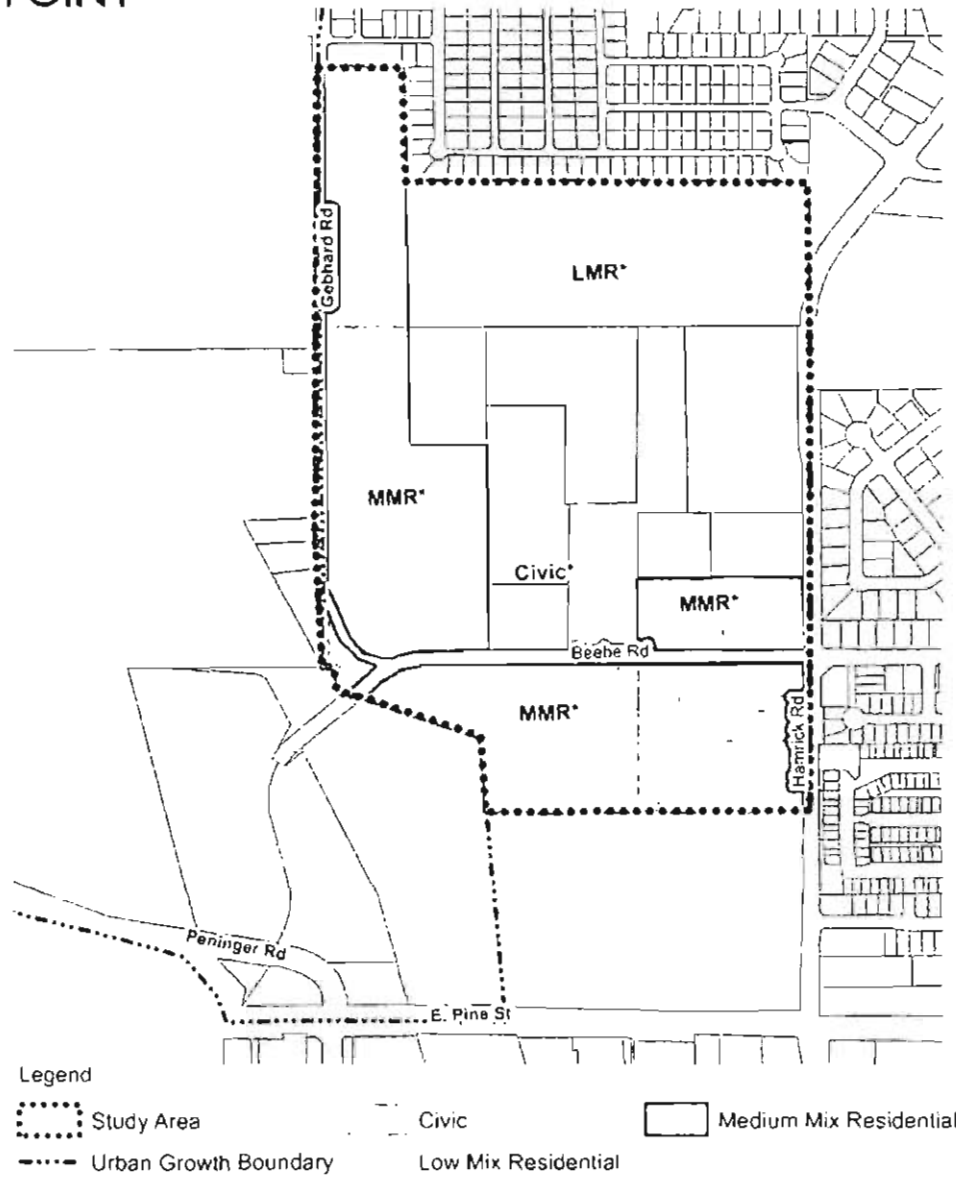 POINT
Gebhard Rd
LMR*
MMR*
Civic*
MMR*
Beebe Rd
MMR*
Hamrick Rd
Peninger Rd
E. Pine St
Legend
Study Area
Civic
Medium Mix Residential
Urban Growth Boundary
Low Mix Residential